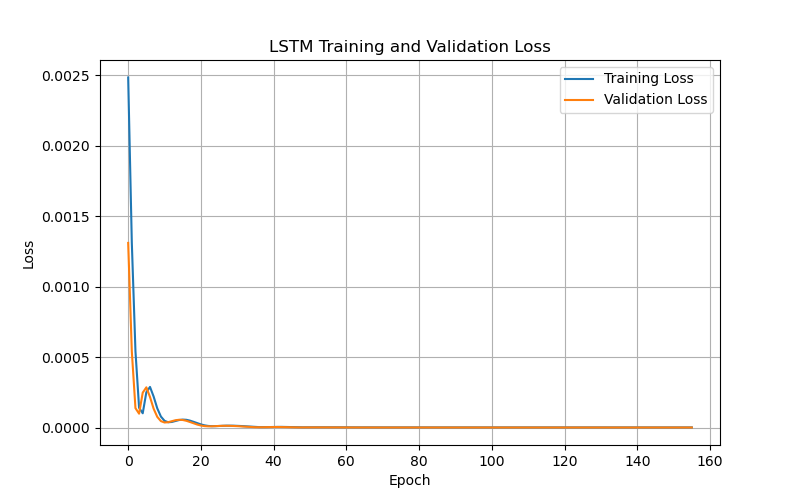 LSTM Training and Validation Loss
Training Loss
Validation Loss
0.0025
0.0020
0.0015
0.0010
0.0005
0.0000
Loss
0 20 40 60 80 100 120 140 160
Epoch